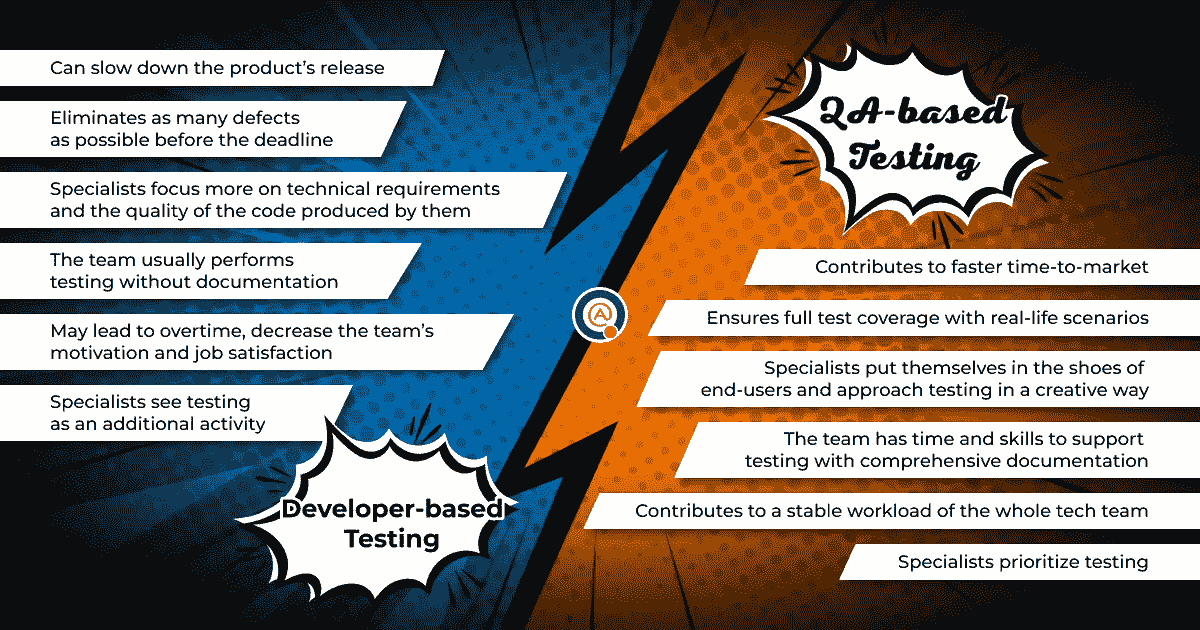 Can slow down the product’s release
Eliminates as many defects
as possible before the deadline
Specialists focus more on technical requirements
and the quality of the code produced by them
The team usually performs
testing without documentation
May lead to overtime, decrease the team’s
motivation and job satisfaction
Specialists see testing
as an additional activity
Developer-based
Testing
A
QA-based
Testing
Contributes to faster time-to-market
Ensures full test coverage with real-life scenarios
Specialists put themselves in the shoes of
end-users and approach testing in a creative way
The team has time and skills to support
testing with comprehensive documentation
Contributes to a stable workload of the whole tech team
Specialists prioritize testing